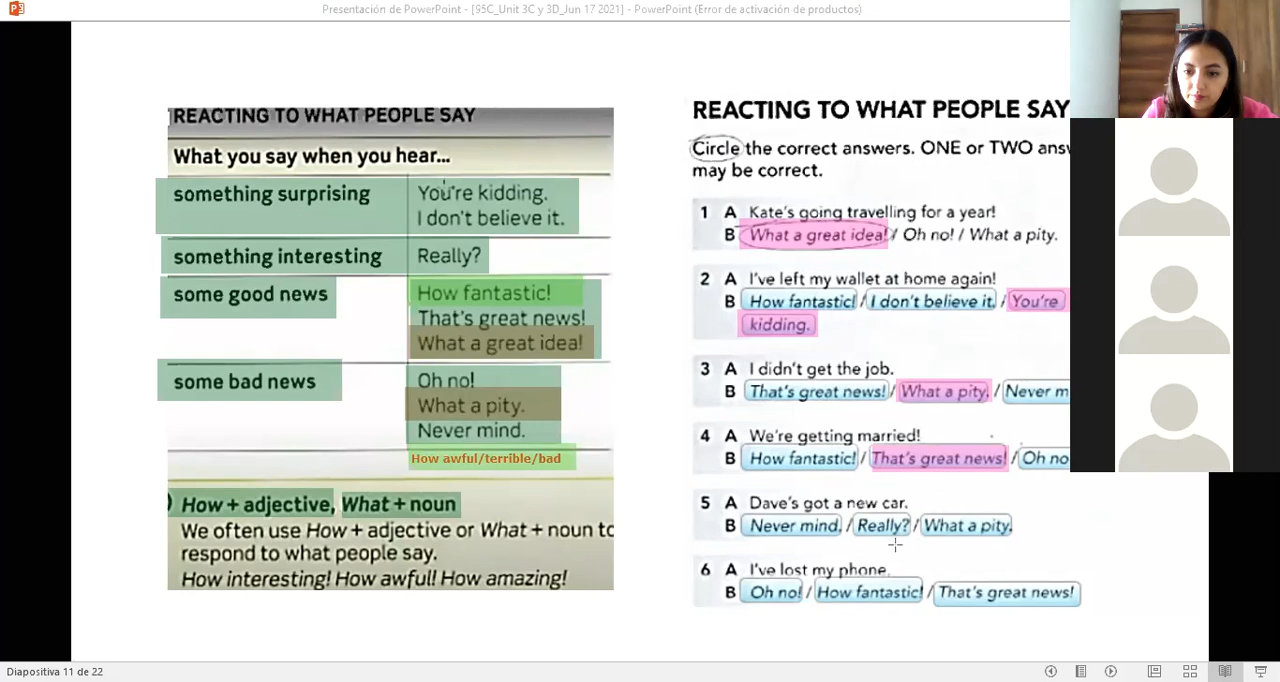 Presentación de PowerPoint - [95C_Unit 3C y 3D_Jun 17 2021] - PowerPoint (Error de activación de productos)
REACTING TO WHAT PEOPLE SAY
What you say when you hear...
something surprising
You're kidding.
I don't believe it.
something interesting
Really?
some good news
How fantastic!
That's great news!
What a great idea!
some bad news
Oh no!
What a pity.
Never mind.
How awful/terrible/bad
How + adjective, What + noun
We often use How + adjective or What + noun to
respond to what people say.
How interesting! How awful! How amazing!
REACTING TO WHAT PEOPLE SAY
Circle the correct answers. ONE or TWO
may be correct.
1 A Kate's going travelling for a year!
B What a great idea! / Oh no! / What a pity.
2 A I've left my wallet at home again!
B How fantastic! / I don't believe it. / You're
kidding.
3 A I didn't get the job.
B That's great news! / What a pity. / Never
4 A We're getting married!
B How fantastic! / That's great news! / Oh no
5 A Dave's got a new car.
B Never mind. / Really? / What a pity.
6 A I've lost my phone.
B Oh no! / How fantastic! / That's great news!
Diapositiva 11 de 22